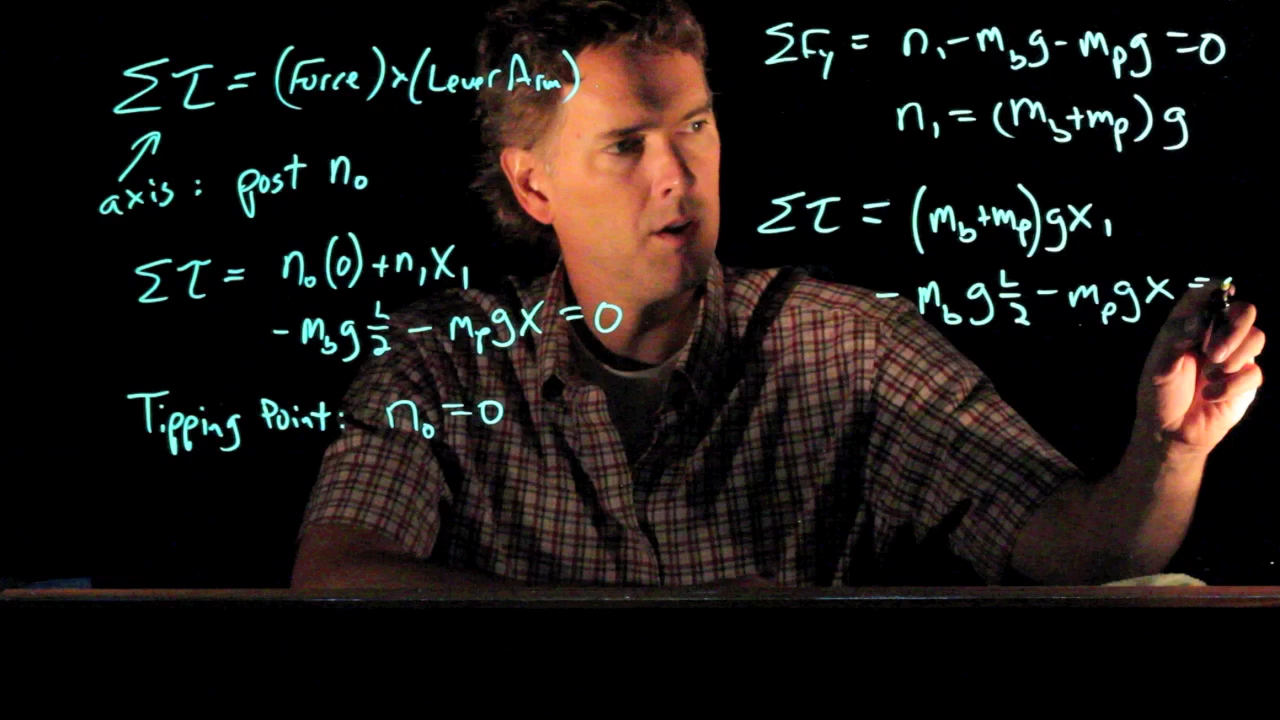 Στ = (Force)×(Lever Arm)
axis: post n₀
Στ = n₀(0)+n₁x₁
- m_b g L/2 - m_p g x = 0
Tipping Point: n₀ = 0
ΣFy = n₁ - m_b g - m_p g = 0
n₁ = (m_b + m_p) g
Στ = (m_b + m_p) g x₁
- m_b g L/2 - m_p g x =